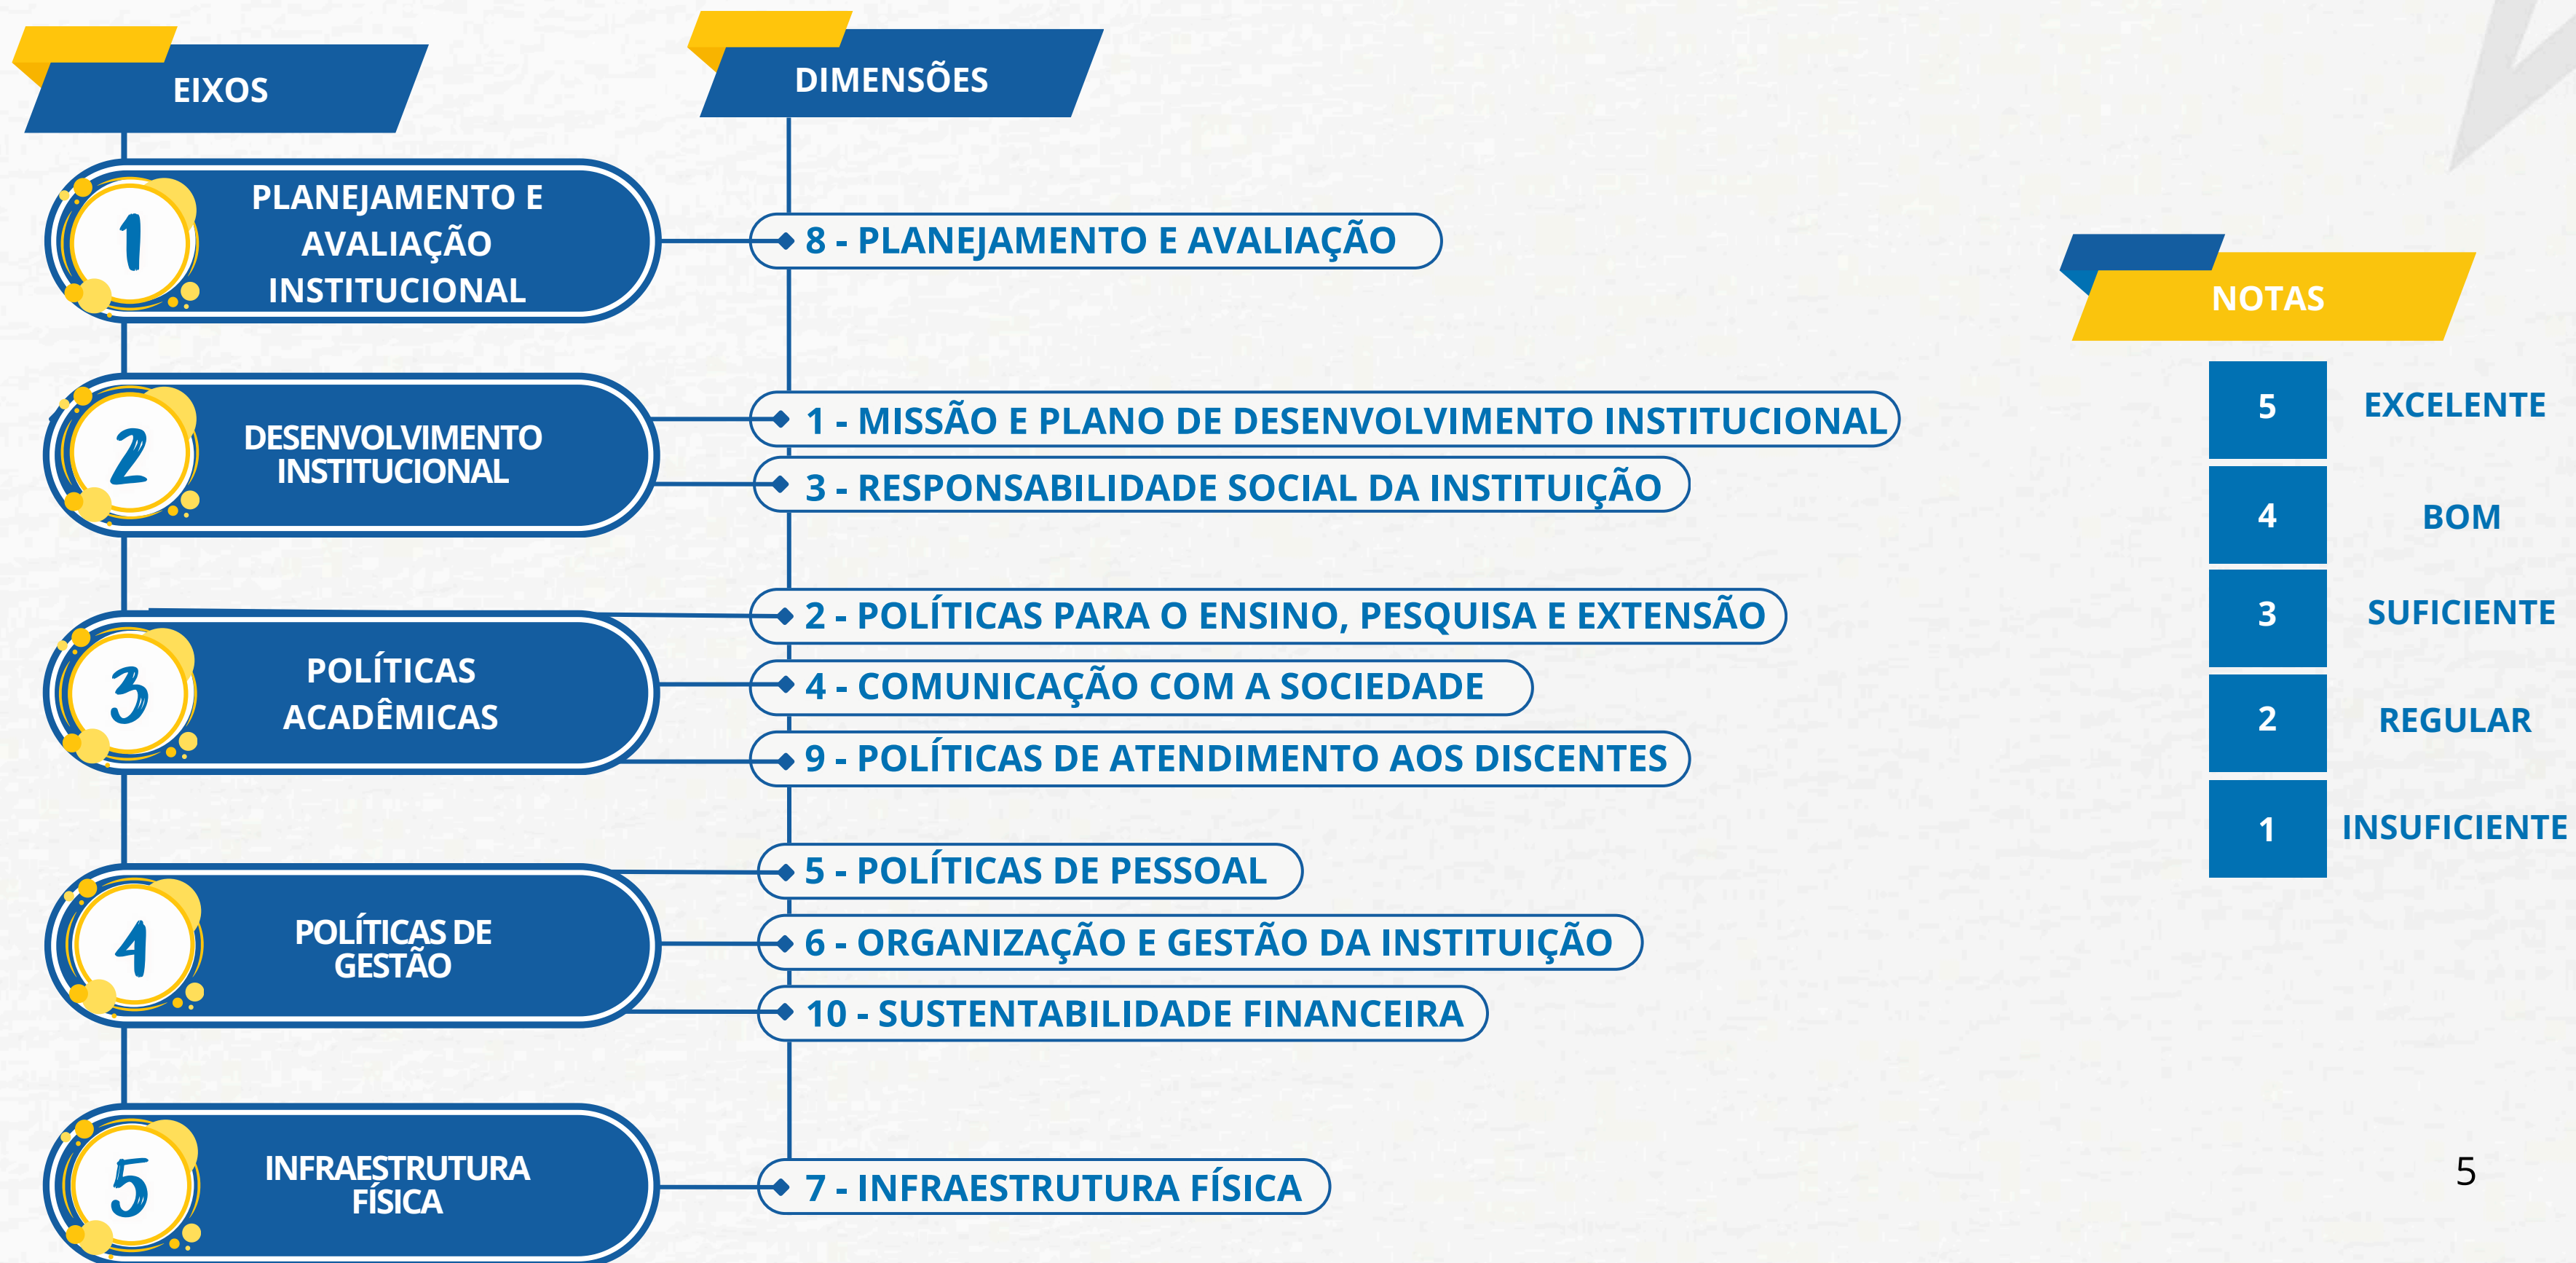 EIXOS
DIMENSÕES
1
PLANEJAMENTO E
AVALIAÇÃO
INSTITUCIONAL
8 - PLANEJAMENTO E AVALIAÇÃO
2
DESENVOLVIMENTO
INSTITUCIONAL
1 - MISSÃO E PLANO DE DESENVOLVIMENTO INSTITUCIONAL
3 - RESPONSABILIDADE SOCIAL DA INSTITUIÇÃO
3
POLÍTICAS
ACADÊMICAS
2 - POLÍTICAS PARA O ENSINO, PESQUISA E EXTENSÃO
4 - COMUNICAÇÃO COM A SOCIEDADE
9 - POLÍTICAS DE ATENDIMENTO AOS DISCENTES
4
POLÍTICAS DE
GESTÃO
5 - POLÍTICAS DE PESSOAL
6 - ORGANIZAÇÃO E GESTÃO DA INSTITUIÇÃO
10 - SUSTENTABILIDADE FINANCEIRA
5
INFRAESTRUTURA
FÍSICA
7 - INFRAESTRUTURA FÍSICA
NOTAS
5 EXCELENTE
4 BOM
3 SUFICIENTE
2 REGULAR
1 INSUFICIENTE
5